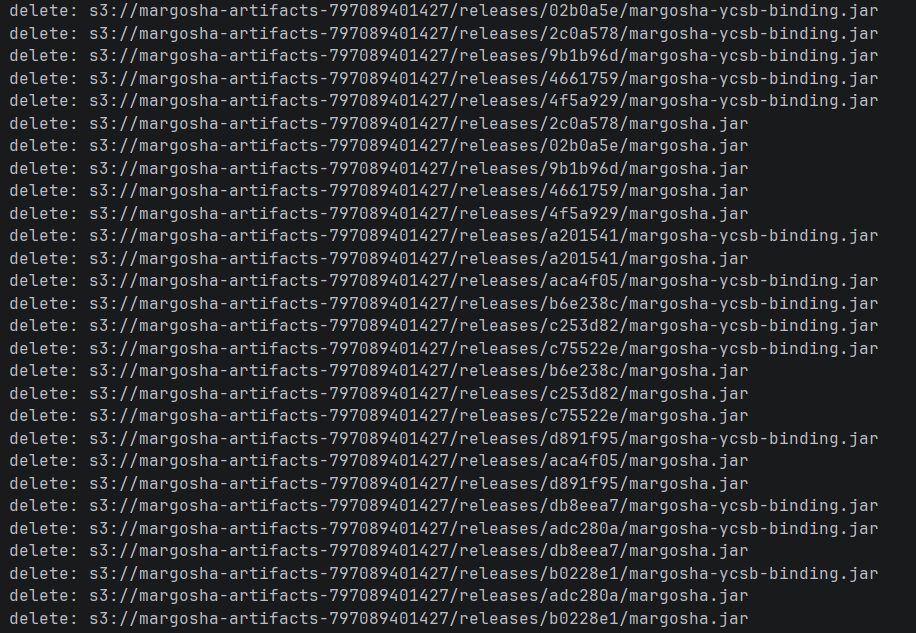 delete: s3://margosha-artifacts-797089401427/releases/02b0a5e/margosha-ycsb-binding.jar
delete: s3://margosha-artifacts-797089401427/releases/2c0a578/margosha-ycsb-binding.jar
delete: s3://margosha-artifacts-797089401427/releases/9b1b96d/margosha-ycsb-binding.jar
delete: s3://margosha-artifacts-797089401427/releases/4661759/margosha-ycsb-binding.jar
delete: s3://margosha-artifacts-797089401427/releases/4f5a929/margosha-ycsb-binding.jar
delete: s3://margosha-artifacts-797089401427/releases/2c0a578/margosha.jar
delete: s3://margosha-artifacts-797089401427/releases/02b0a5e/margosha.jar
delete: s3://margosha-artifacts-797089401427/releases/9b1b96d/margosha.jar
delete: s3://margosha-artifacts-797089401427/releases/4661759/margosha.jar
delete: s3://margosha-artifacts-797089401427/releases/4f5a929/margosha.jar
delete: s3://margosha-artifacts-797089401427/releases/a201541/margosha-ycsb-binding.jar
delete: s3://margosha-artifacts-797089401427/releases/a201541/margosha.jar
delete: s3://margosha-artifacts-797089401427/releases/aca4f05/margosha-ycsb-binding.jar
delete: s3://margosha-artifacts-797089401427/releases/b6e238c/margosha-ycsb-binding.jar
delete: s3://margosha-artifacts-797089401427/releases/c253d82/margosha-ycsb-binding.jar
delete: s3://margosha-artifacts-797089401427/releases/c75522e/margosha-ycsb-binding.jar
delete: s3://margosha-artifacts-797089401427/releases/b6e238c/margosha.jar
delete: s3://margosha-artifacts-797089401427/releases/c253d82/margosha.jar
delete: s3://margosha-artifacts-797089401427/releases/c75522e/margosha.jar
delete: s3://margosha-artifacts-797089401427/releases/d891f95/margosha-ycsb-binding.jar
delete: s3://margosha-artifacts-797089401427/releases/aca4f05/margosha.jar
delete: s3://margosha-artifacts-797089401427/releases/d891f95/margosha.jar
delete: s3://margosha-artifacts-797089401427/releases/db8eea7/margosha-ycsb-binding.jar
delete: s3://margosha-artifacts-797089401427/releases/adc280a/margosha-ycsb-binding.jar
delete: s3://margosha-artifacts-797089401427/releases/db8eea7/margosha.jar
delete: s3://margosha-artifacts-797089401427/releases/b0228e1/margosha-ycsb-binding.jar
delete: s3://margosha-artifacts-797089401427/releases/adc280a/margosha.jar
delete: s3://margosha-artifacts-797089401427/releases/b0228e1/margosha.jar